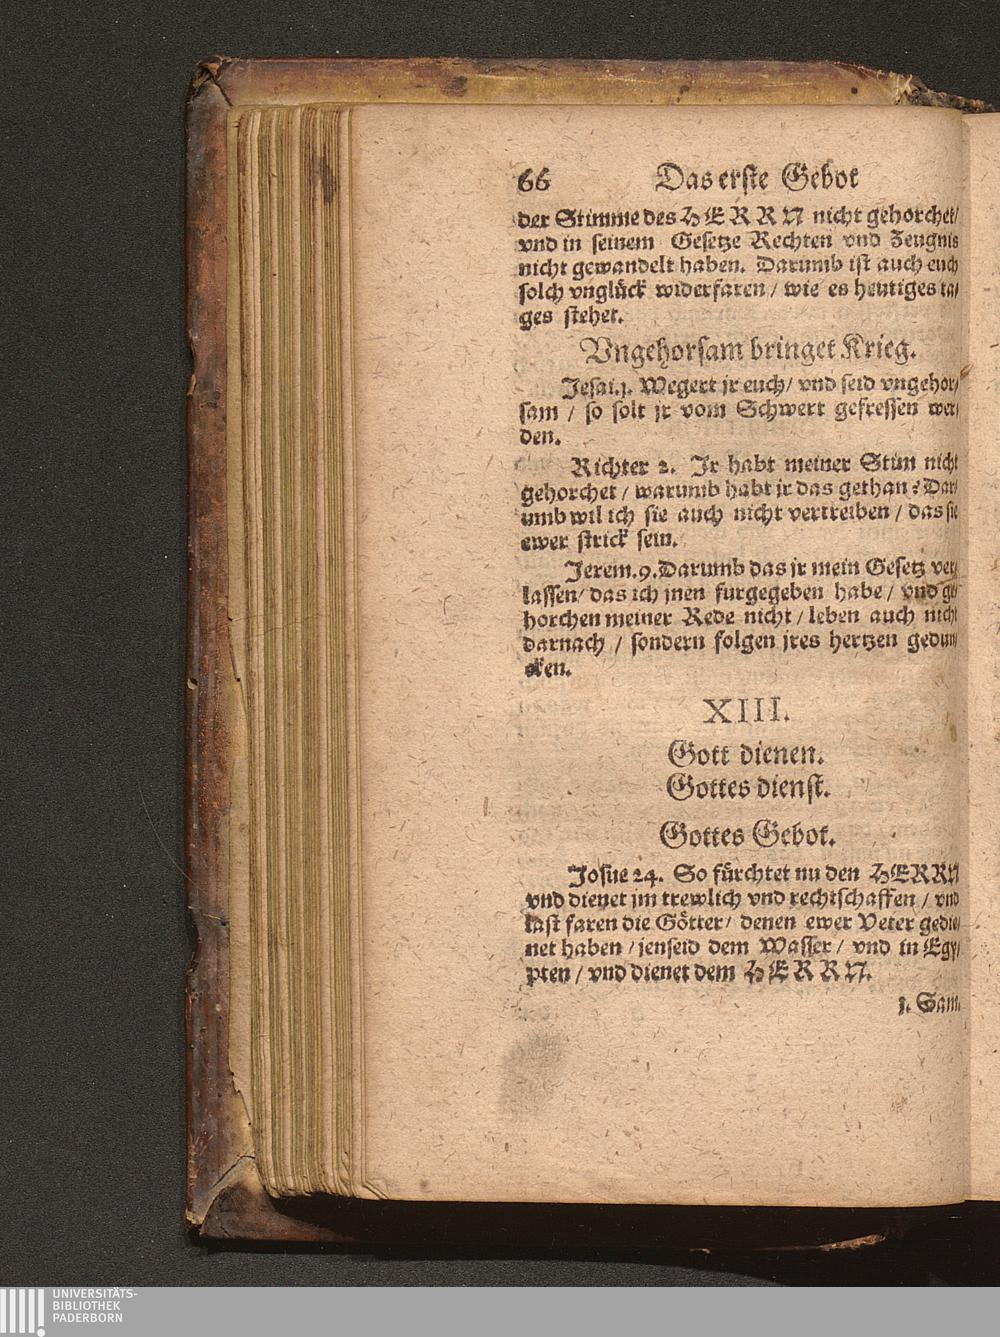 66 Das erste Gebot
der Stimme des HERRN nicht gehorchet/
vnd in seinem Gesetze Rechten vnd Zeugnis
nicht gewandelt haben. Darumb ist auch euch
solch vnglück widerfaren / wie es heutiges ta/
ges stehet.
Vngehorsam bringet Krieg.
Jesai. j. Wegert jr euch/ vnd seid vngehor/
sam / so solt jr vom Schwert gefressen wer/
den.
Richter 2. Jr habt meiner Stim nicht
gehorchet / warumb habt jr das gethan? Dar/
umb wil ich sie auch nicht vertreiben / das sie
ewer strick sein.
Jerem. 9. Darumb das jr mein Gesetz ver/
lassen/ das ich jnen furgegeben habe / vnd ge/
horchen meiner Rede nicht / leben auch nicht
darnach / sondern folgen jres hertzen gedun/
cken.
XIII.
Gott dienen.
Gottes dienst.
Gottes Gebot.
Josue 24. So fürchtet nu den HERRN
vnd dienet jm trewlich vnd rechtschaffen / vnd
last faren die Götter/ denen ewer Veter gedie/
net haben / jenseid dem Wasser / vnd in Egy/
pten / vnd dienet dem HERRN.
j. Sam.
UNIVERSITÄTS-
BIBLIOTHEK
PADERBORN